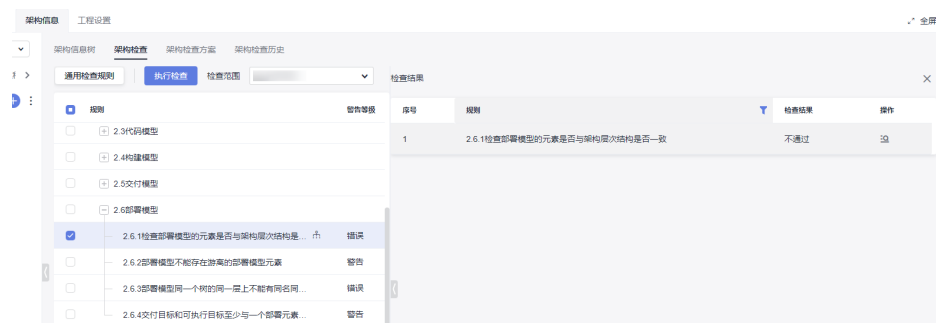 架构信息 工程设置 全屏
架构信息树 架构检查 架构检查方案 架构检查历史
通用检查规则 执行检查 检查范围
检查结果
规则 警告等级
序号 规则 检查结果 操作
2.3代码模型
1 2.6.1检查部署模型的元素是否与架构层次结构是否一致 不通过
2.4构建模型
2.5交付模型
2.6部署模型
2.6.1检查部署模型的元素是否与架构层次结构是... 错误
2.6.2部署模型不能存在游离的部署模型元素 警告
2.6.3部署模型同一个树的同一层上不能有同名同... 错误
2.6.4交付目标和可执行目标至少与一个部署元素... 警告